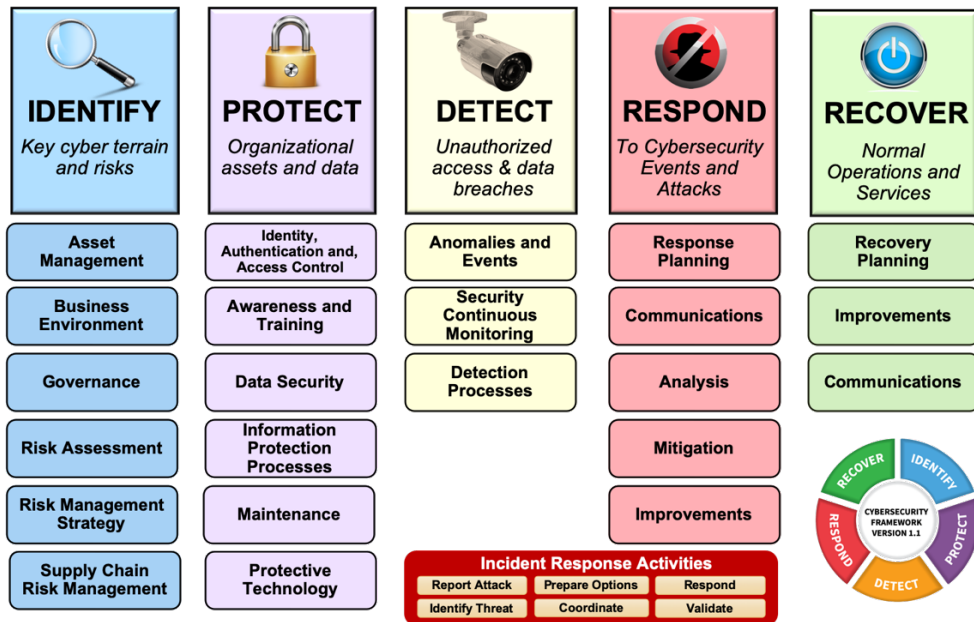 IDENTIFY
Key cyber terrain
and risks
PROTECT
Organizational
assets and data
DETECT
Unauthorized
access & data
breaches
RESPOND
To Cybersecurity
Events and
Attacks
RECOVER
Normal
Operations and
Services
Asset
Management
Business
Environment
Governance
Risk Assessment
Risk Management
Strategy
Supply Chain
Risk Management
Identity,
Authentication and,
Access Control
Awareness and
Training
Data Security
Information
Protection
Processes
Maintenance
Protective
Technology
Anomalies and
Events
Security
Continuous
Monitoring
Detection
Processes
Response
Planning
Communications
Analysis
Mitigation
Improvements
Recovery
Planning
Improvements
Communications
Incident Response Activities
Report Attack
Prepare Options
Respond
Identify Threat
Coordinate
Validate
RECOVER
IDENTIFY
PROTECT
DETECT
RESPOND
CYBERSECURITY
FRAMEWORK
VERSION 1.1